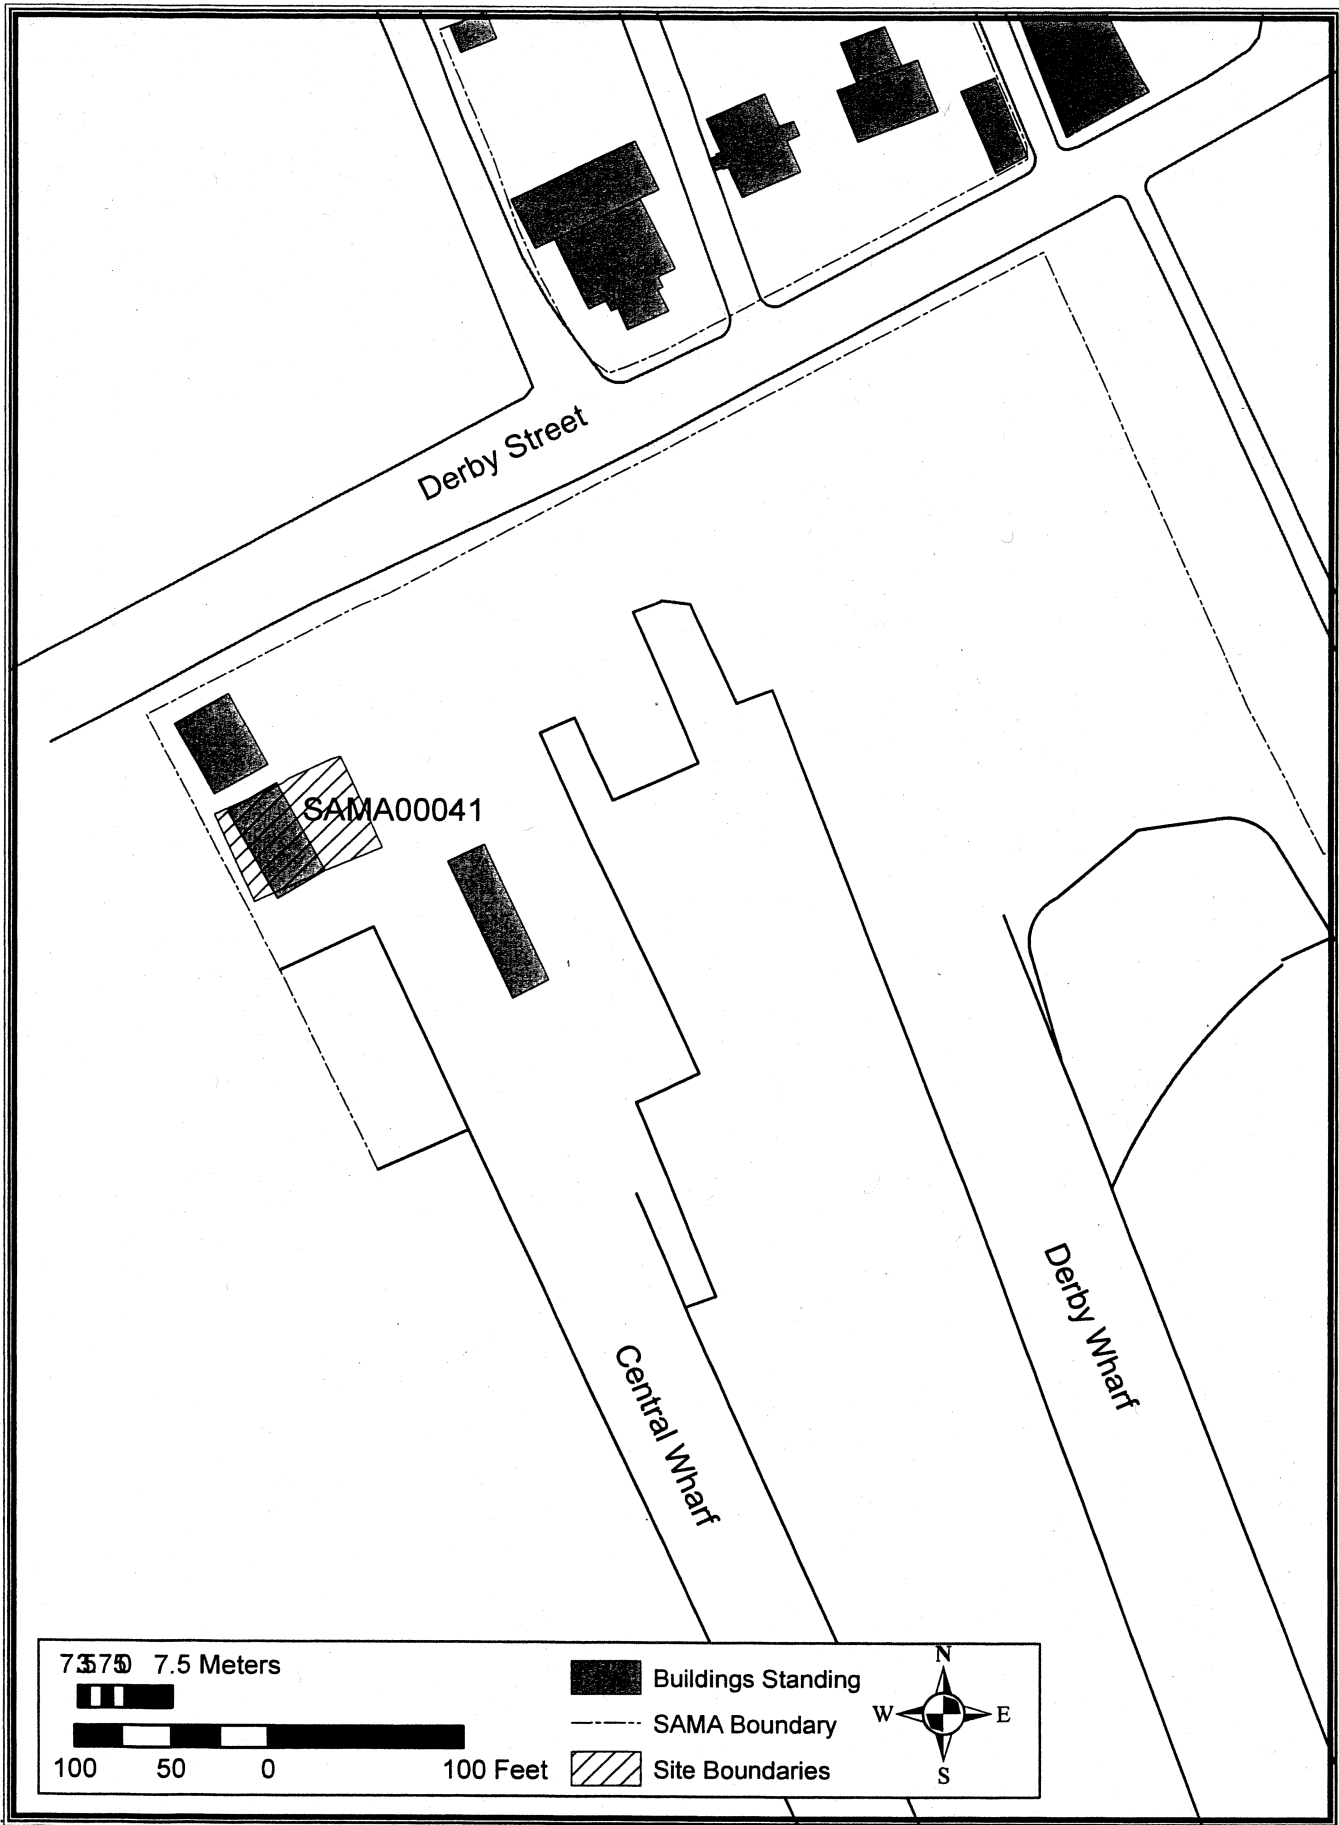 Derby Street
SAMA00041
Derby Wharf
Central Wharf
7.5 Meters
100 50 0 100 Feet
Buildings Standing
SAMA Boundary
Site Boundaries
N
W E
S